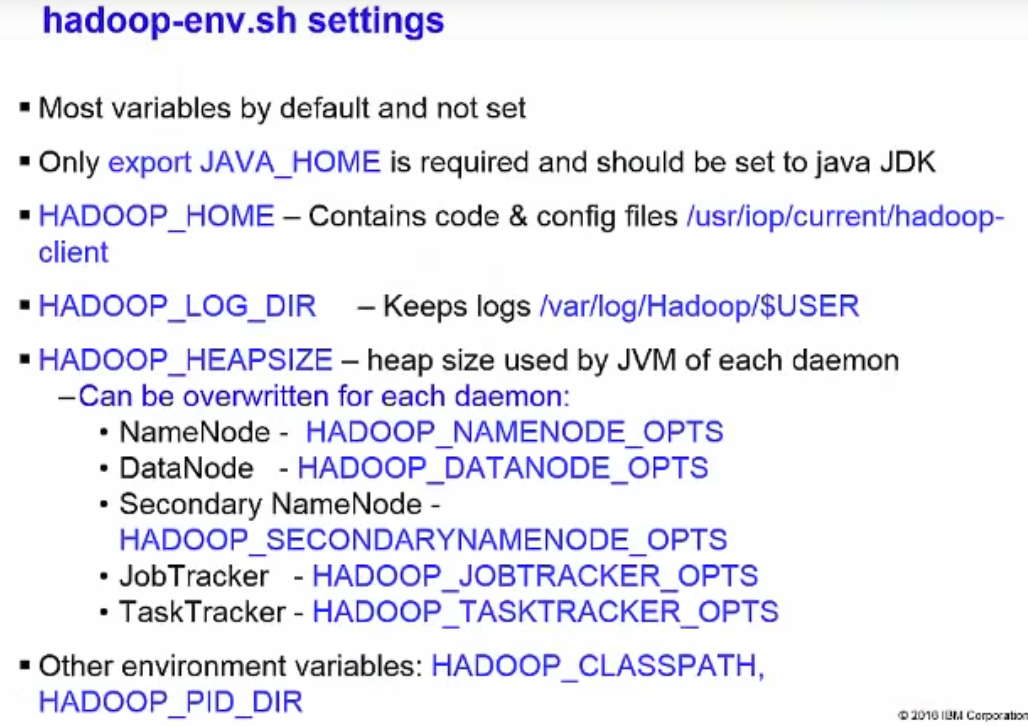 hadoop-env.sh settings
▪ Most variables by default and not set
▪ Only export JAVA_HOME is required and should be set to java JDK
▪ HADOOP_HOME – Contains code & config files /usr/iop/current/hadoop-
client
▪ HADOOP_LOG_DIR – Keeps logs /var/log/Hadoop/$USER
▪ HADOOP_HEAPSIZE – heap size used by JVM of each daemon
–Can be overwritten for each daemon:
• NameNode - HADOOP_NAMENODE_OPTS
• DataNode - HADOOP_DATANODE_OPTS
• Secondary NameNode -
HADOOP_SECONDARYNAMENODE_OPTS
• JobTracker - HADOOP_JOBTRACKER_OPTS
• TaskTracker - HADOOP_TASKTRACKER_OPTS
▪ Other environment variables: HADOOP_CLASSPATH,
HADOOP_PID_DIR
© 2016 IBM Corporation